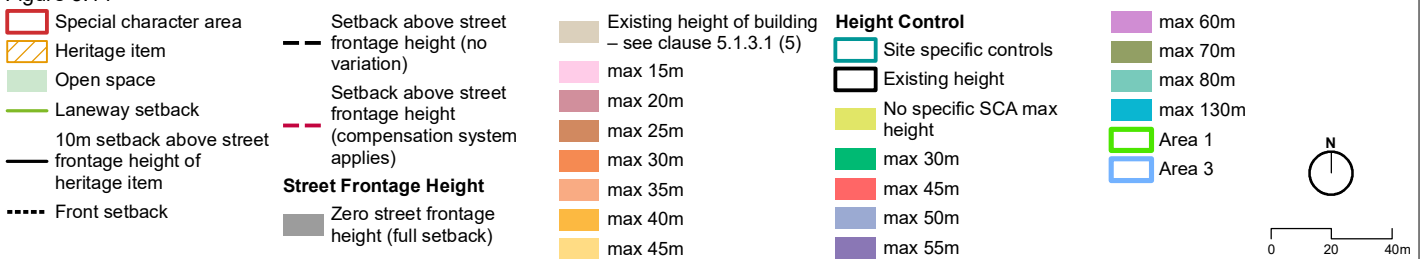 Special character area
Heritage item
Open space
Laneway setback
10m setback above street
frontage height of
heritage item
Front setback
Setback above street
frontage height (no
variation)
Setback above street
frontage height
(compensation system
applies)
Street Frontage Height
Zero street frontage
height (full setback)
Existing height of building
– see clause 5.1.3.1 (5)
max 15m
max 20m
max 25m
max 30m
max 35m
max 40m
max 45m
Height Control
Site specific controls
Existing height
No specific SCA max
height
max 30m
max 45m
max 50m
max 55m
max 60m
max 70m
max 80m
max 130m
Area 1
Area 3
N
0 20 40m